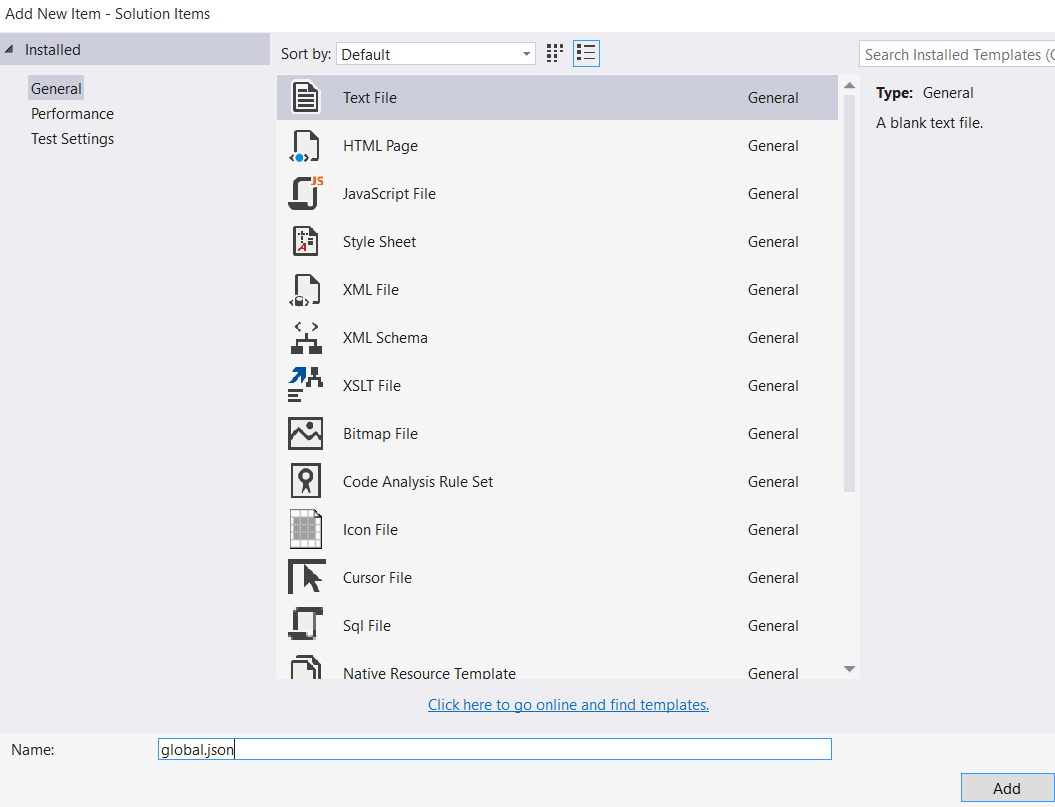 Add New Item - Solution Items
Installed
General
Performance
Test Settings
Sort by: Default
Search Installed Templates (C
Text File General
HTML Page General
JS
JavaScript File General
Style Sheet General
XML File General
XML Schema General
XSLT File General
Bitmap File General
Code Analysis Rule Set General
Icon File General
Cursor File General
Sql File General
Native Resource Template General
Type: General
A blank text file.
Click here to go online and find templates.
Name: global.json
Add